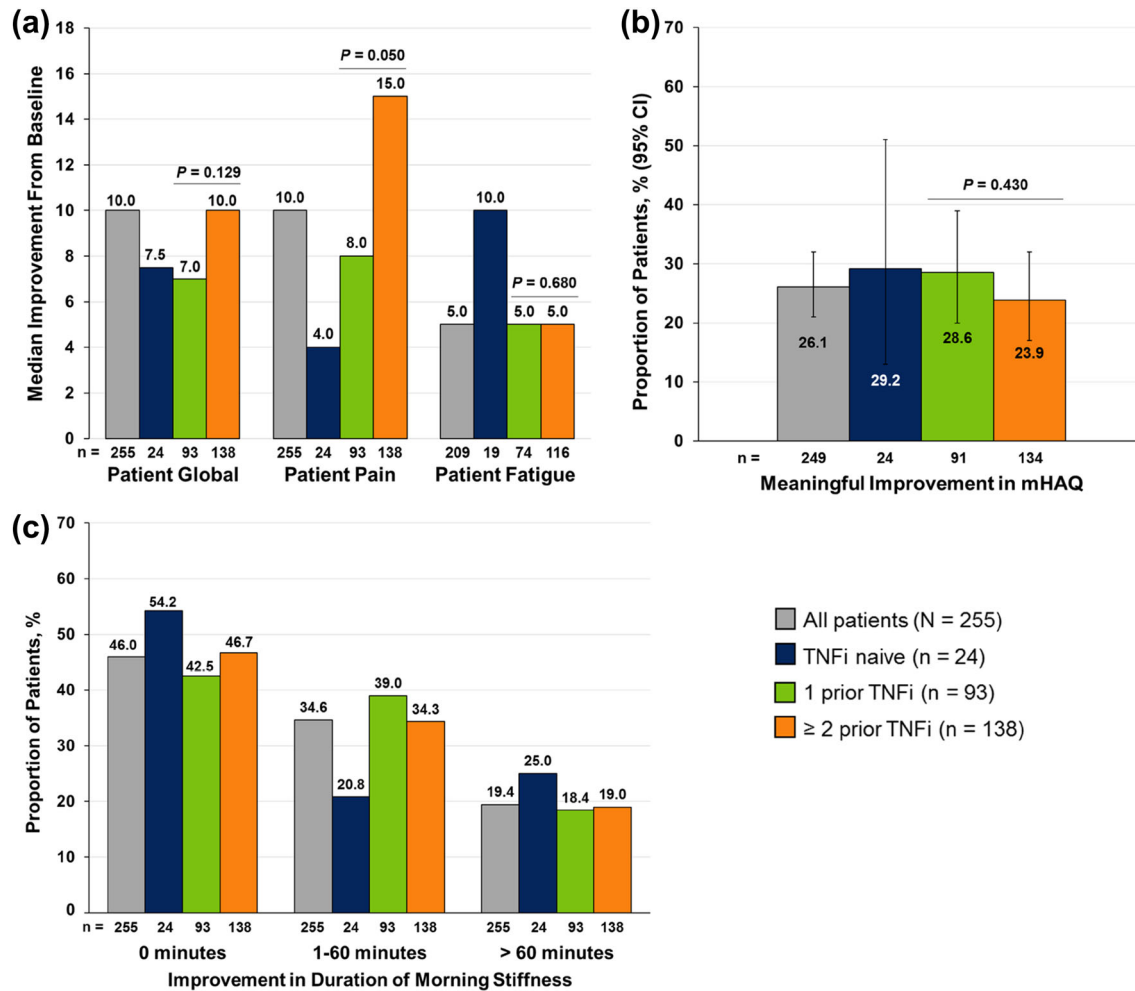 (a)
Median Improvement From Baseline
18
16
14
12
10
8
6
4
2
0
10.0
7.5
7.0
10.0
P = 0.129
10.0
4.0
8.0
15.0
P = 0.050
5.0
10.0
5.0
5.0
P = 0.680
n = 255 24 93 138 255 24 93 138 209 19 74 116
Patient Global Patient Pain Patient Fatigue
(b)
Proportion of Patients, % (95% CI)
70
60
50
40
30
20
10
0
P = 0.430
26.1
29.2
28.6
23.9
n = 249 24 91 134
Meaningful Improvement in mHAQ
(c)
Proportion of Patients, %
70
60
50
40
30
20
10
0
46.0
54.2
42.5
46.7
34.6
20.8
39.0
34.3
19.4
25.0
18.4
19.0
n = 255 24 93 138 255 24 93 138 255 24 93 138
0 minutes 1-60 minutes > 60 minutes
Improvement in Duration of Morning Stiffness
All patients (N = 255)
TNFi naive (n = 24)
1 prior TNFi (n = 93)
≥ 2 prior TNFi (n = 138)